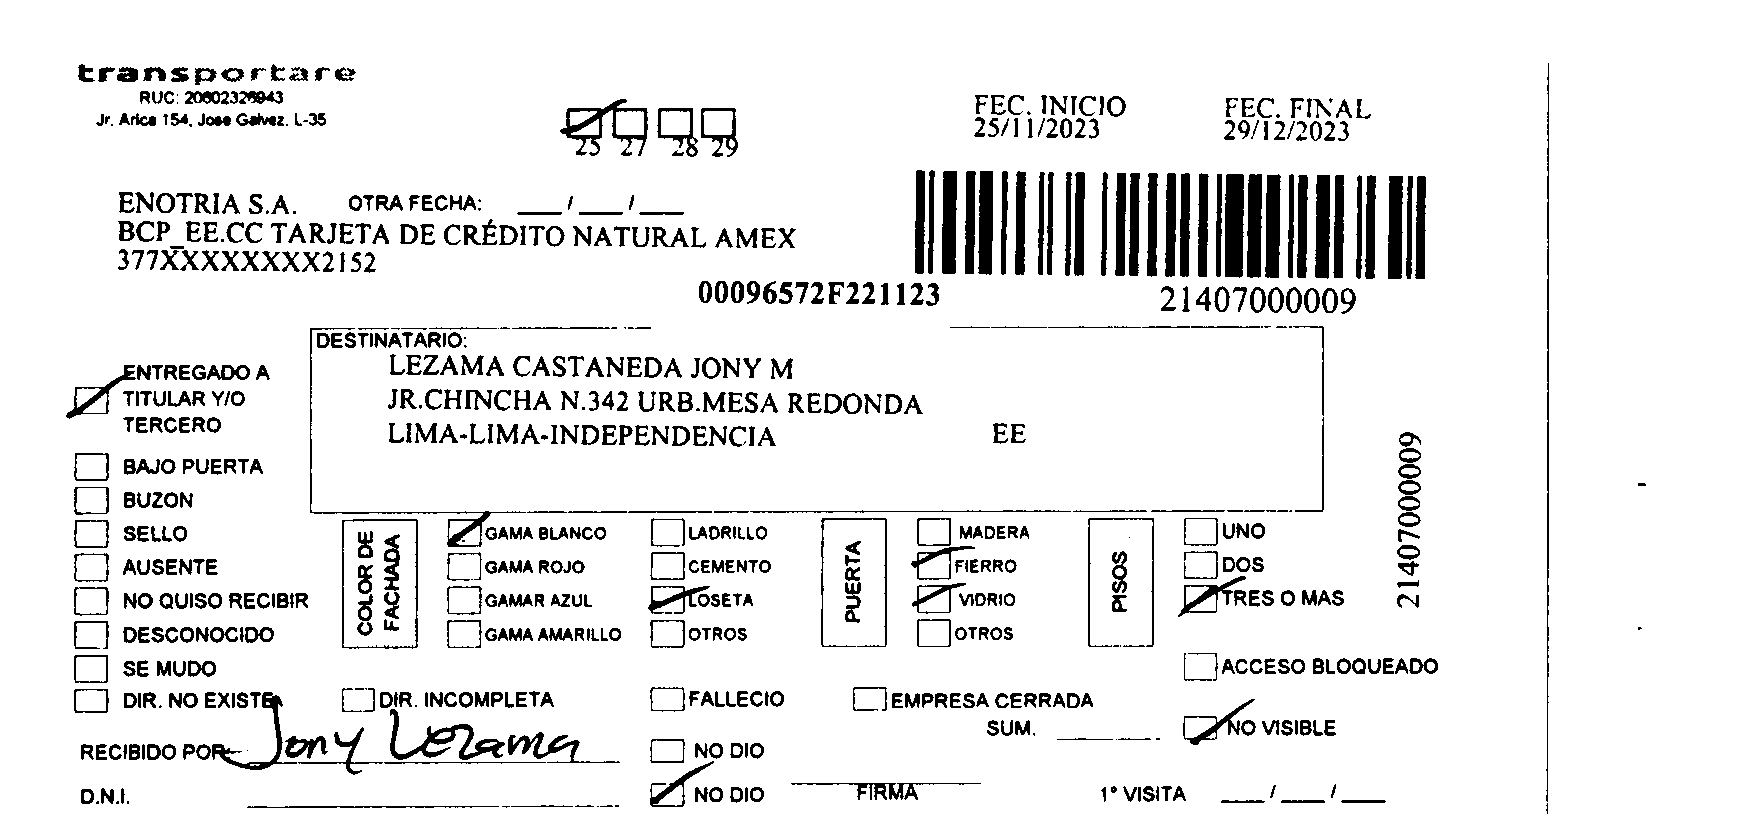 transportare
RUC: 20602326943
Jr. Arica 154, Jose Galvez. L-35
25 27 28 29
FEC. INICIO FEC. FINAL
25/11/2023 29/12/2023
ENOTRIA S.A. OTRA FECHA: ___/___/___
BCP_EE.CC TARJETA DE CRÉDITO NATURAL AMEX
377XXXXXXXXX2152
00096572F221123 21407000009
DESTINATARIO:
LEZAMA CASTANEDA JONY M
JR.CHINCHA N.342 URB.MESA REDONDA
LIMA-LIMA-INDEPENDENCIA EE
21407000009
ENTREGADO A
TITULAR Y/O
TERCERO
BAJO PUERTA
BUZON
SELLO
AUSENTE
NO QUISO RECIBIR
DESCONOCIDO
SE MUDO
DIR. NO EXISTE
COLOR DE
FACHADA
GAMA BLANCO
GAMA ROJO
GAMAR AZUL
GAMA AMARILLO
LADRILLO
CEMENTO
LOSETA
OTROS
PUERTA
MADERA
FIERRO
VIDRIO
OTROS
PISOS
UNO
DOS
TRES O MAS
ACCESO BLOQUEADO
DIR. INCOMPLETA FALLECIO EMPRESA CERRADA
SUM. ______ NO VISIBLE
RECIBIDO POR Jony Lezama NO DIO
D.N.I. NO DIO FIRMA 1° VISITA ___/___/___